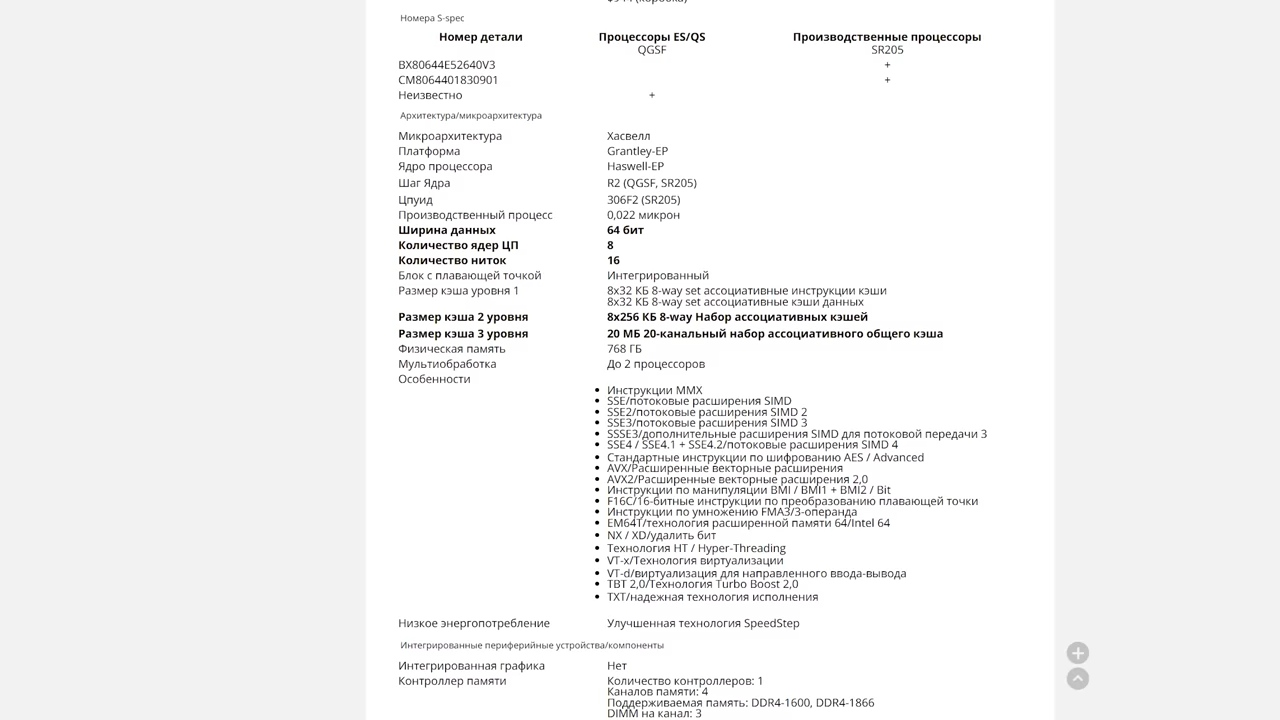 Номера S-spec
Номер детали Процессоры ES/QS Производственные процессоры
QGSF SR205
BX80644E52640V3 +
CM8064401830901 +
Неизвестно +
Архитектура/микроархитектура
Микроархитектура Хасвелл
Платформа Grantley-EP
Ядро процессора Haswell-EP
Шаг Ядра R2 (QGSF, SR205)
Цпуид 306F2 (SR205)
Производственный процесс 0,022 микрон
Ширина данных 64 бит
Количество ядер ЦП 8
Количество ниток 16
Блок с плавающей точкой Интегрированный
Размер кэша уровня 1 8x32 КБ 8-way set ассоциативные инструкции кэши
8x32 КБ 8-way set ассоциативные кэши данных
Размер кэша 2 уровня 8x256 КБ 8-way Набор ассоциативных кэшей
Размер кэша 3 уровня 20 МБ 20-канальный набор ассоциативного общего кэша
Физическая память 768 ГБ
Мультиобработка До 2 процессоров
Особенности
• Инструкции MMX
• SSE/потоковые расширения SIMD
• SSE2/потоковые расширения SIMD 2
• SSE3/потоковые расширения SIMD 3
• SSSE3/дополнительные расширения SIMD для потоковой передачи 3
• SSE4 / SSE4.1 + SSE4.2/потоковые расширения SIMD 4
• Стандартные инструкции по шифрованию AES / Advanced
• AVX/Расширенные векторные расширения
• AVX2/Расширенные векторные расширения 2,0
• Инструкции по манипуляции BMI / BMI1 + BMI2 / Bit
• F16C/16-битные инструкции по преобразованию плавающей точки
• Инструкции по умножению FMA3/3-операнда
• EM64T/технология расширенной памяти 64/Intel 64
• NX / XD/удалить бит
• Технология HT / Hyper-Threading
• VT-x/Технология виртуализации
• VT-d/виртуализация для направленного ввода-вывода
• TBT 2,0/Технология Turbo Boost 2,0
• TXT/надежная технология исполнения
Низкое энергопотребление Улучшенная технология SpeedStep
Интегрированные периферийные устройства/компоненты
Интегрированная графика Нет
Контроллер памяти Количество контроллеров: 1
Каналов памяти: 4
Поддерживаемая память: DDR4-1600, DDR4-1866
DIMM на канал: 3